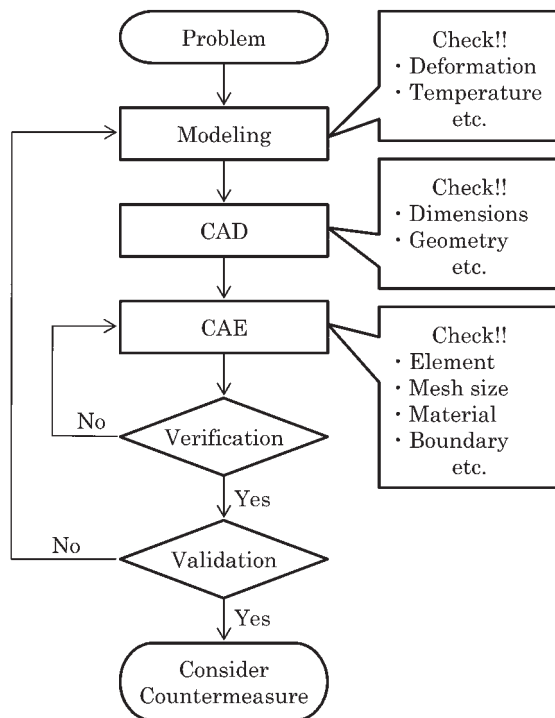 Problem
Check!!
・Deformation
・Temperature
etc.
Modeling
Check!!
・Dimensions
・Geometry
etc.
CAD
Check!!
・Element
・Mesh size
・Material
・Boundary
etc.
CAE
No
Verification
Yes
No
Validation
Yes
Consider
Countermeasure